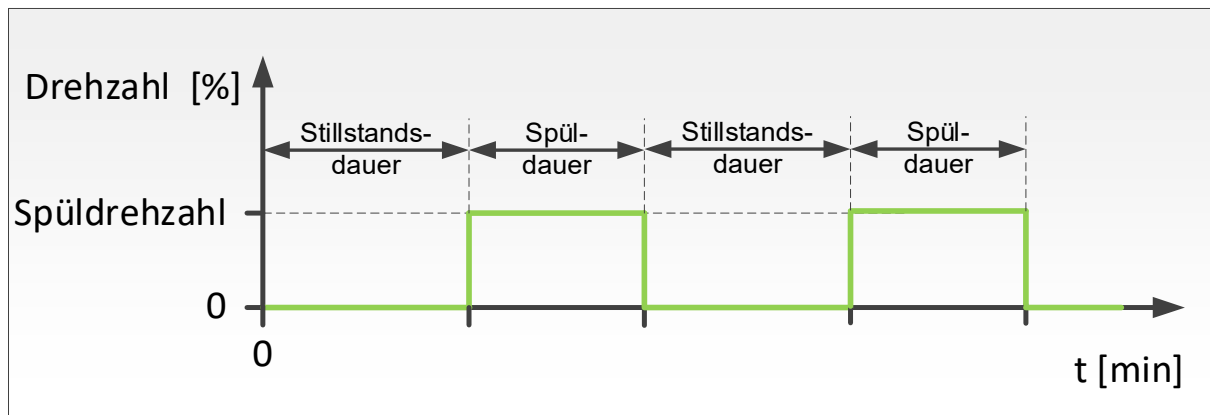 Drehzahl [%]
Stillstands-
dauer
Spül-
dauer
Stillstands-
dauer
Spül-
dauer
Spüldrehzahl
0
0
t [min]